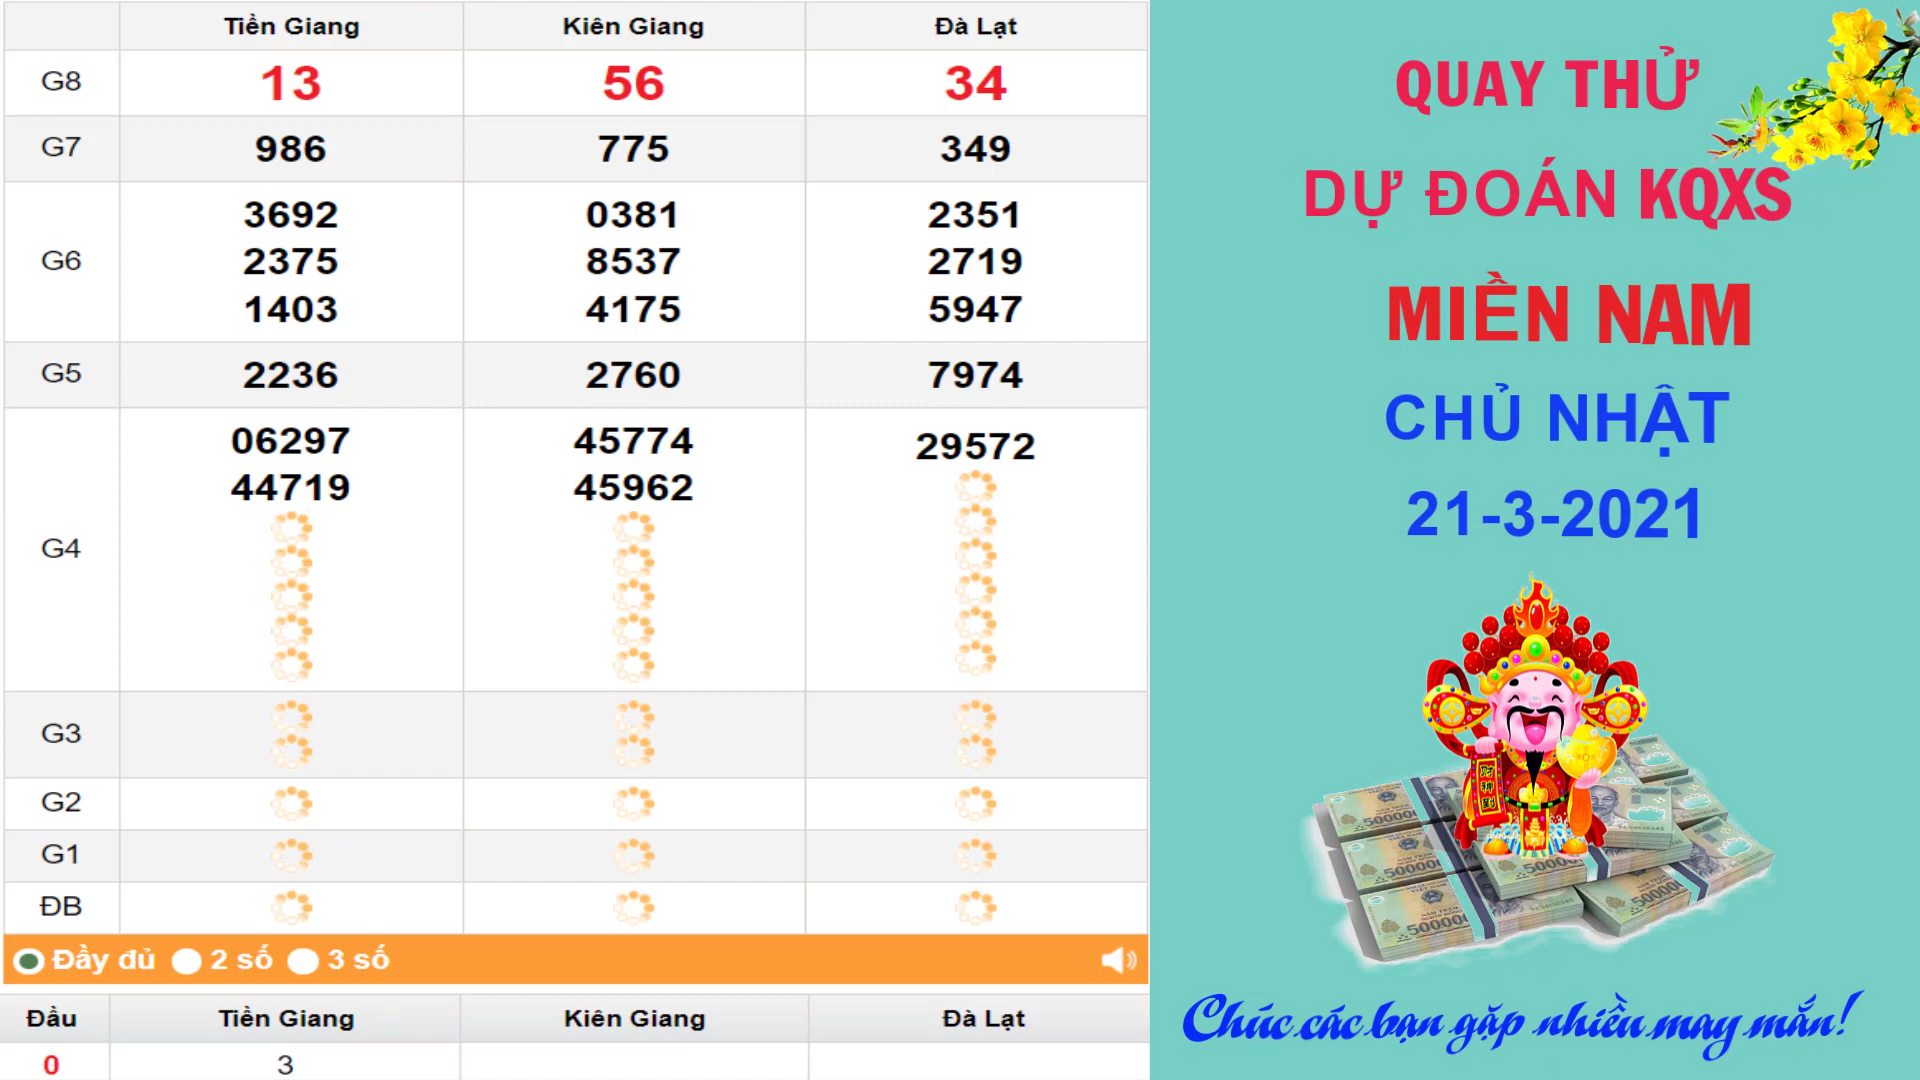 Tiền Giang Kiên Giang Đà Lạt
G8 13 56 34
G7 986 775 349
G6 3692 0381 2351
2375 8537 2719
1403 4175 5947
G5 2236 2760 7974
G4 06297 45774 29572
44719 45962
G3
G2
G1
ĐB
Đầy đủ 2 số 3 số
Đầu Tiền Giang Kiên Giang Đà Lạt
0 3
QUAY THỬ
DỰ ĐOÁN KQXS
MIỀN NAM
CHỦ NHẬT
21-3-2021
Chúc các bạn gặp nhiều may mắn!